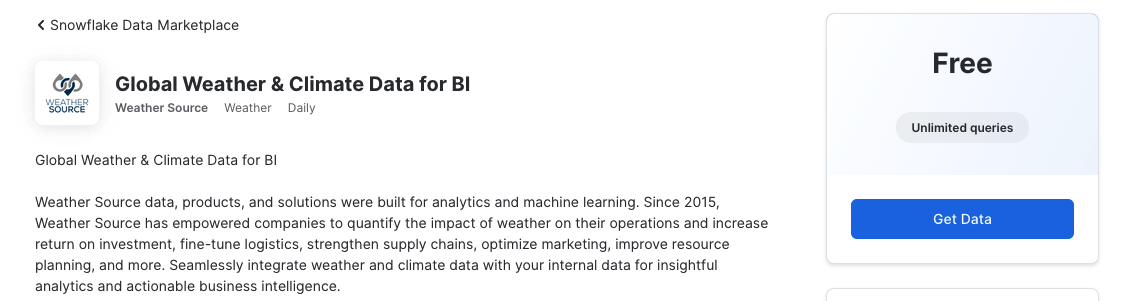 Snowflake Data Marketplace
WEATHER
SOURCE
Global Weather & Climate Data for BI
Weather Source Weather Daily
Global Weather & Climate Data for BI
Weather Source data, products, and solutions were built for analytics and machine learning. Since 2015,
Weather Source has empowered companies to quantify the impact of weather on their operations and increase
return on investment, fine-tune logistics, strengthen supply chains, optimize marketing, improve resource
planning, and more. Seamlessly integrate weather and climate data with your internal data for insightful
analytics and actionable business intelligence.
Free
Unlimited queries
Get Data